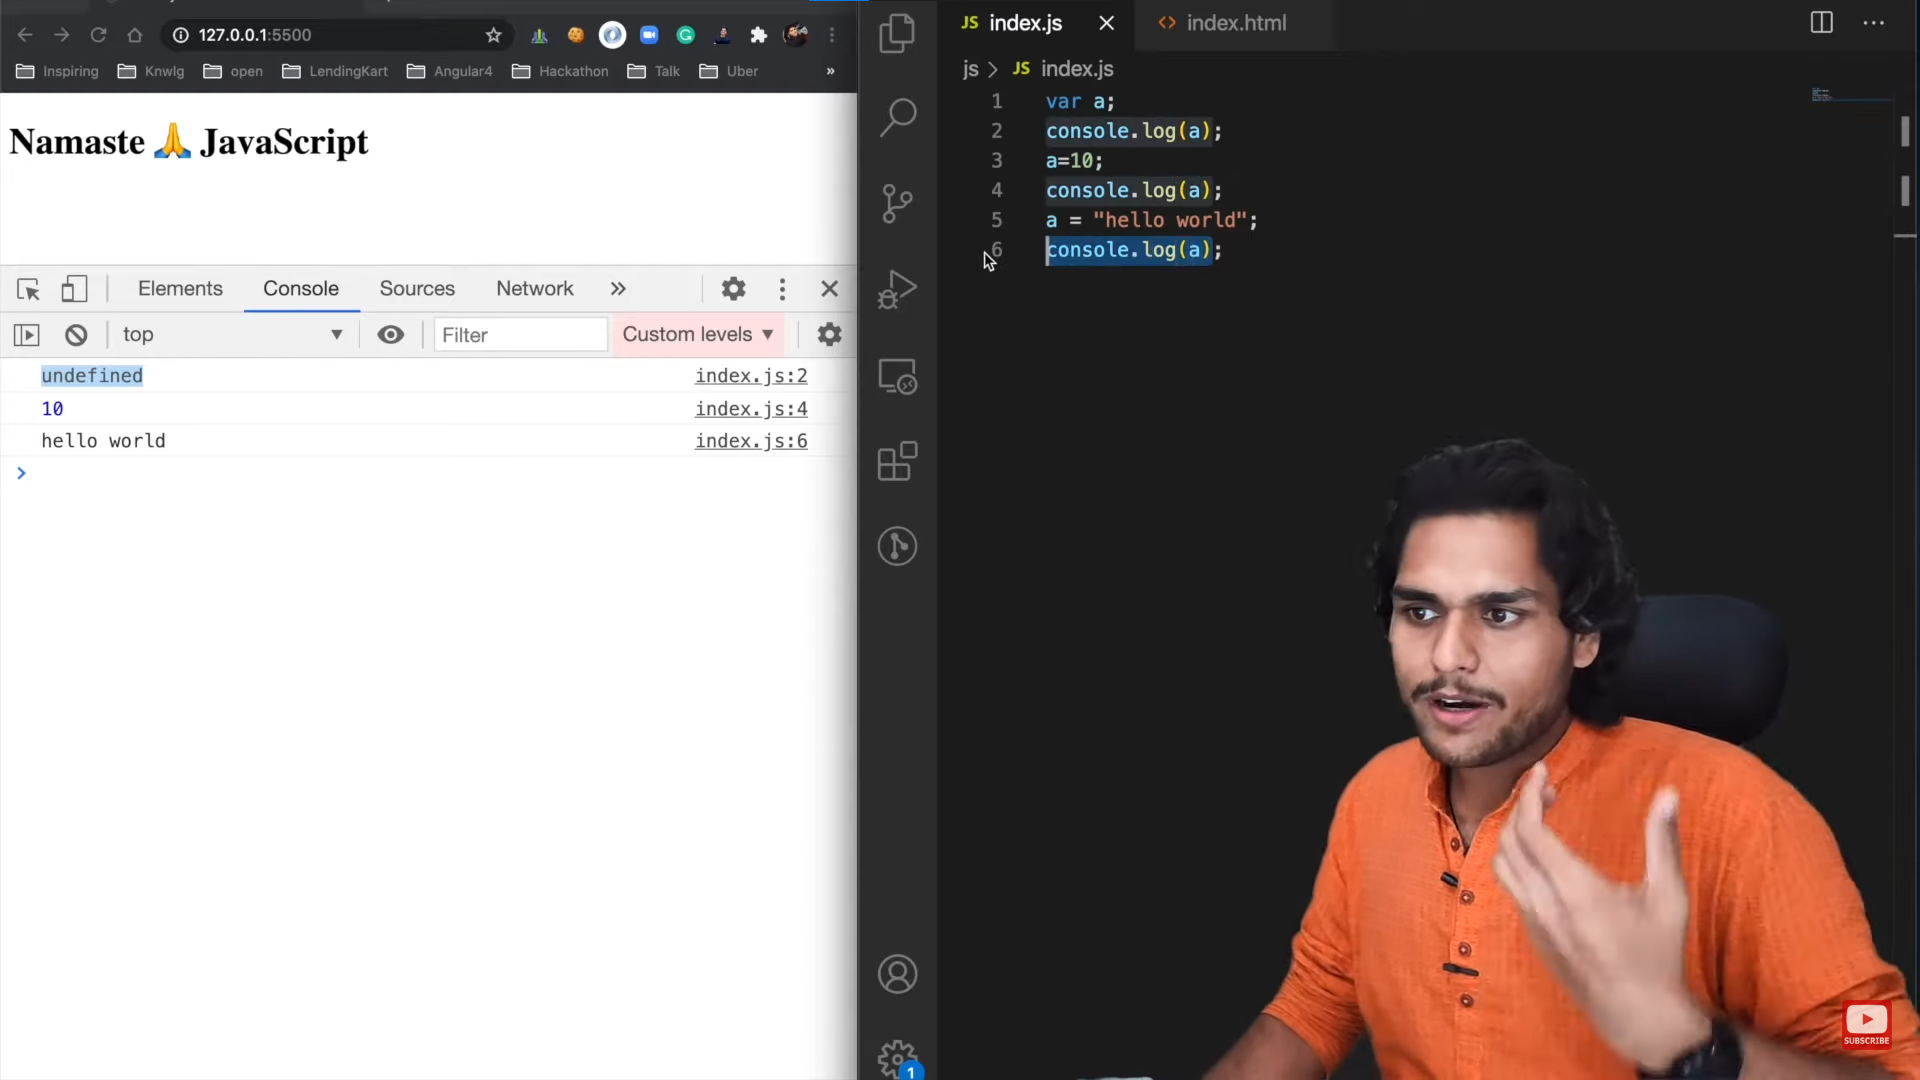 127.0.0.1:5500
Inspiring
Knwlg
open
LendingKart
Angular4
Hackathon
Talk
Uber
»
Namaste 🙏 JavaScript
Elements
Console
Sources
Network
»
top
Filter
Custom levels
undefined index.js:2
10 index.js:4
hello world index.js:6
>
JS index.js
<> index.html
js > JS index.js
1 var a;
2 console.log(a);
3 a=10;
4 console.log(a);
5 a = "hello world";
6 console.log(a);
1
SUBSCRIBE